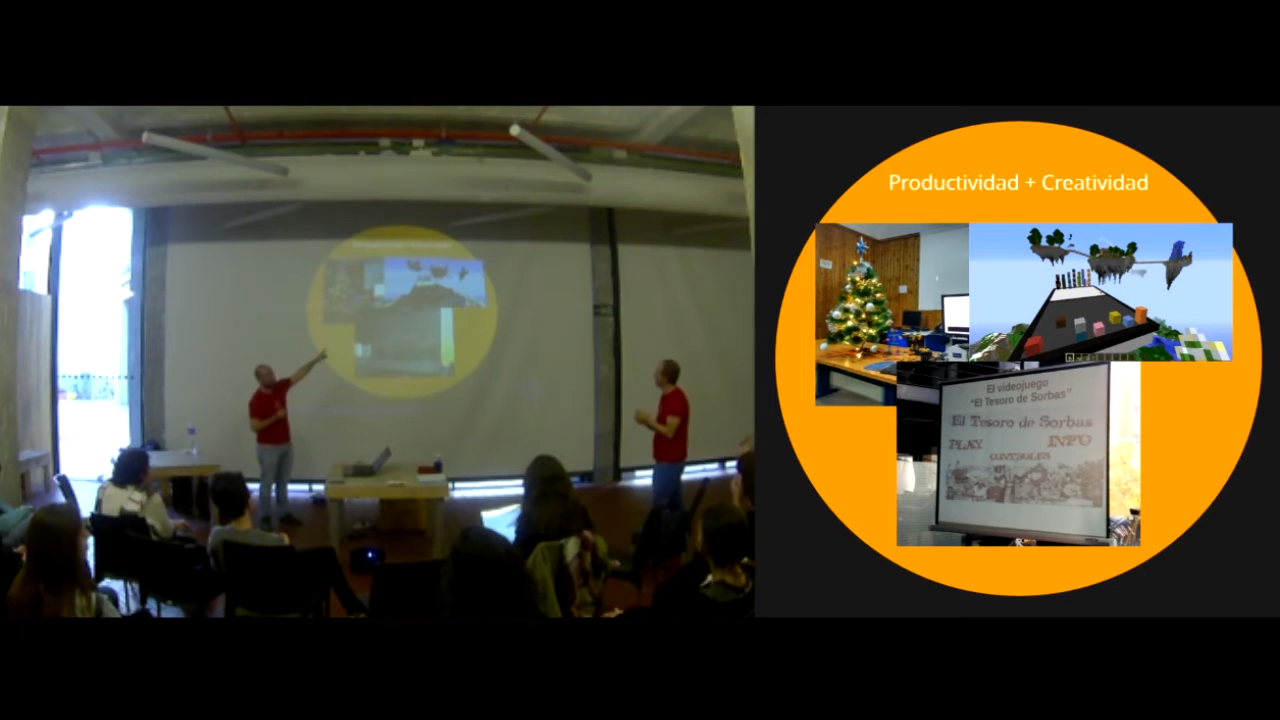 Productividad + Creatividad
El videojuego
"El Tesoro de Sorbas"
El Tesoro de Sorbas
PLAY INFO
CONTROLES